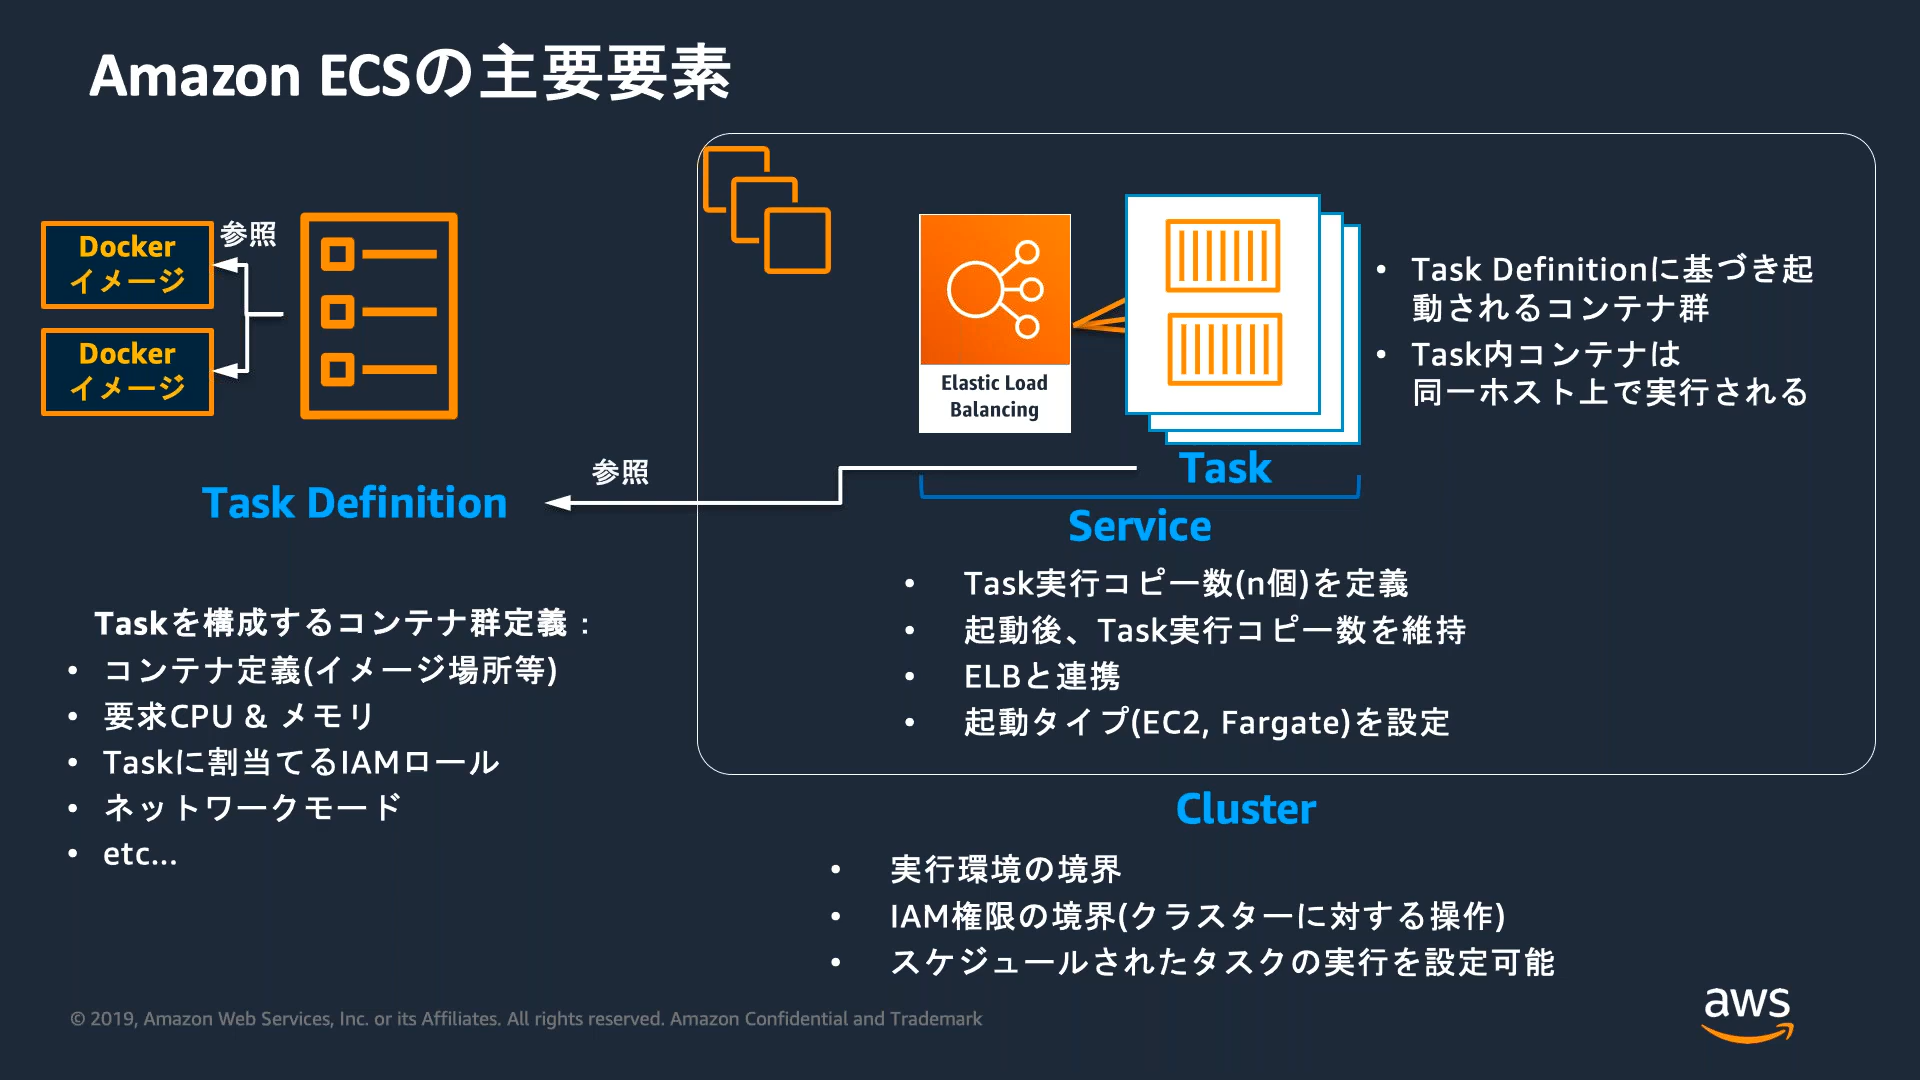 Amazon ECSの主要要素
Docker
イメージ
Docker
イメージ
参照
Task Definition
参照
Taskを構成するコンテナ群定義：
• コンテナ定義(イメージ場所等)
• 要求CPU & メモリ
• Taskに割当てるIAMロール
• ネットワークモード
• etc...
Elastic Load
Balancing
• Task Definitionに基づき起
動されるコンテナ群
• Task内コンテナは
同一ホスト上で実行される
Task
Service
• Task実行コピー数(n個)を定義
• 起動後、Task実行コピー数を維持
• ELBと連携
• 起動タイプ(EC2, Fargate)を設定
Cluster
• 実行環境の境界
• IAM権限の境界(クラスターに対する操作)
• スケジュールされたタスクの実行を設定可能
© 2019, Amazon Web Services, Inc. or its Affiliates. All rights reserved. Amazon Confidential and Trademark
aws